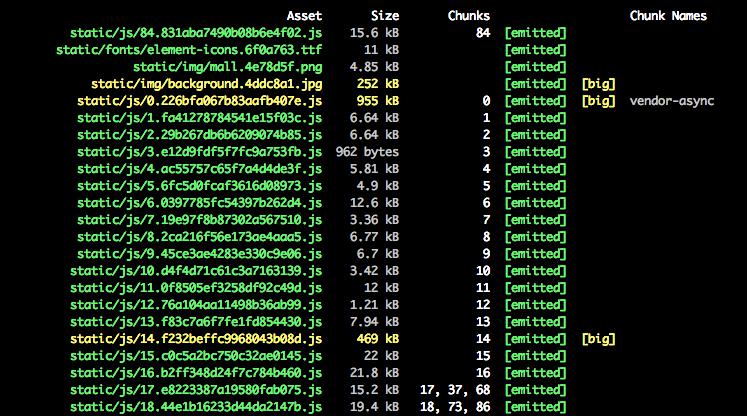 Asset Size Chunks Chunk Names
static/js/84.831aba7490b08b6e4f02.js 15.6 kB 84 [emitted]
static/fonts/element-icons.6f0a763.ttf 11 kB [emitted]
static/img/mall.4e78d5f.png 4.85 kB [emitted]
static/img/background.4ddc8a1.jpg 252 kB [emitted] [big]
static/js/0.226bfa067b83aafb407e.js 955 kB 0 [emitted] [big] vendor-async
static/js/1.fa41278784541e15f03c.js 6.64 kB 1 [emitted]
static/js/2.29b267db6b6209074b85.js 6.64 kB 2 [emitted]
static/js/3.e12d9fdf5f7fc9a753fb.js 962 bytes 3 [emitted]
static/js/4.ac55757c65f7a4d4de3f.js 5.81 kB 4 [emitted]
static/js/5.6fc5d0fcaf3616d08973.js 4.9 kB 5 [emitted]
static/js/6.0397785fc54397b262d4.js 12.6 kB 6 [emitted]
static/js/7.19e97f8b87302a567510.js 3.36 kB 7 [emitted]
static/js/8.2ca216f56e173ae4aaa5.js 6.77 kB 8 [emitted]
static/js/9.45ce3ae4283e330c9e06.js 6.7 kB 9 [emitted]
static/js/10.d4f4d71c61c3a7163139.js 3.42 kB 10 [emitted]
static/js/11.0f8505ef3258df92c49d.js 12 kB 11 [emitted]
static/js/12.76a104aa11498b36ab99.js 1.21 kB 12 [emitted]
static/js/13.f83c7a6f7fe1fd854430.js 7.94 kB 13 [emitted]
static/js/14.f232beffc9968043b08d.js 469 kB 14 [emitted] [big]
static/js/15.c0c5a2bc750c32ae0145.js 22 kB 15 [emitted]
static/js/16.b2ff348d24f7c784b460.js 21.8 kB 16 [emitted]
static/js/17.e8223387a19580fab075.js 15.2 kB 17, 37, 68 [emitted]
static/js/18.44e1b16233d44da2147b.js 19.4 kB 18, 73, 86 [emitted]